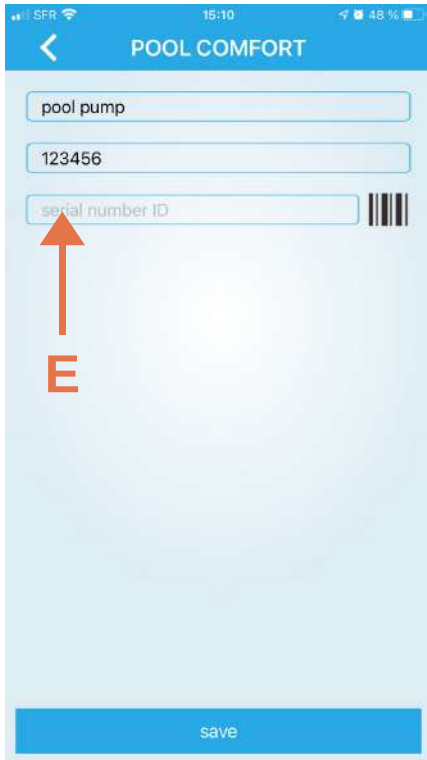 SFR 15:10 48 %
POOL COMFORT
pool pump
123456
serial number ID
E
save